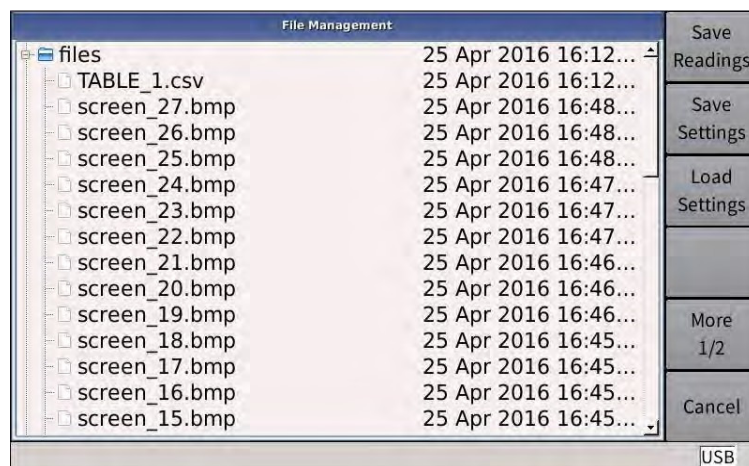 File Management
files 25 Apr 2016 16:12...
TABLE_1.csv 25 Apr 2016 16:12...
screen_27.bmp 25 Apr 2016 16:48...
screen_26.bmp 25 Apr 2016 16:48...
screen_25.bmp 25 Apr 2016 16:48...
screen_24.bmp 25 Apr 2016 16:47...
screen_23.bmp 25 Apr 2016 16:47...
screen_22.bmp 25 Apr 2016 16:47...
screen_21.bmp 25 Apr 2016 16:46...
screen_20.bmp 25 Apr 2016 16:46...
screen_19.bmp 25 Apr 2016 16:46...
screen_18.bmp 25 Apr 2016 16:45...
screen_17.bmp 25 Apr 2016 16:45...
screen_16.bmp 25 Apr 2016 16:45...
screen_15.bmp 25 Apr 2016 16:45...
Save
Readings
Save
Settings
Load
Settings
More
1/2
Cancel
USB